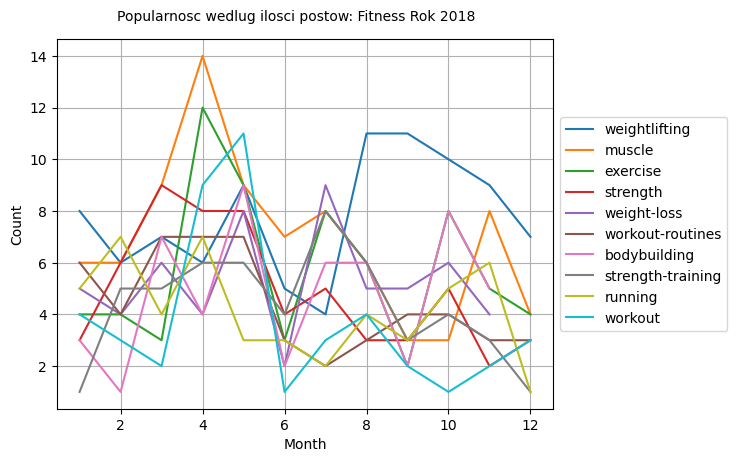 Popularnosc wedlug ilosci postow: Fitness Rok 2018
14
12
10
8
6
4
2
Count
2
4
6
8
10
12
Month
weightlifting
muscle
exercise
strength
weight-loss
workout-routines
bodybuilding
strength-training
running
workout